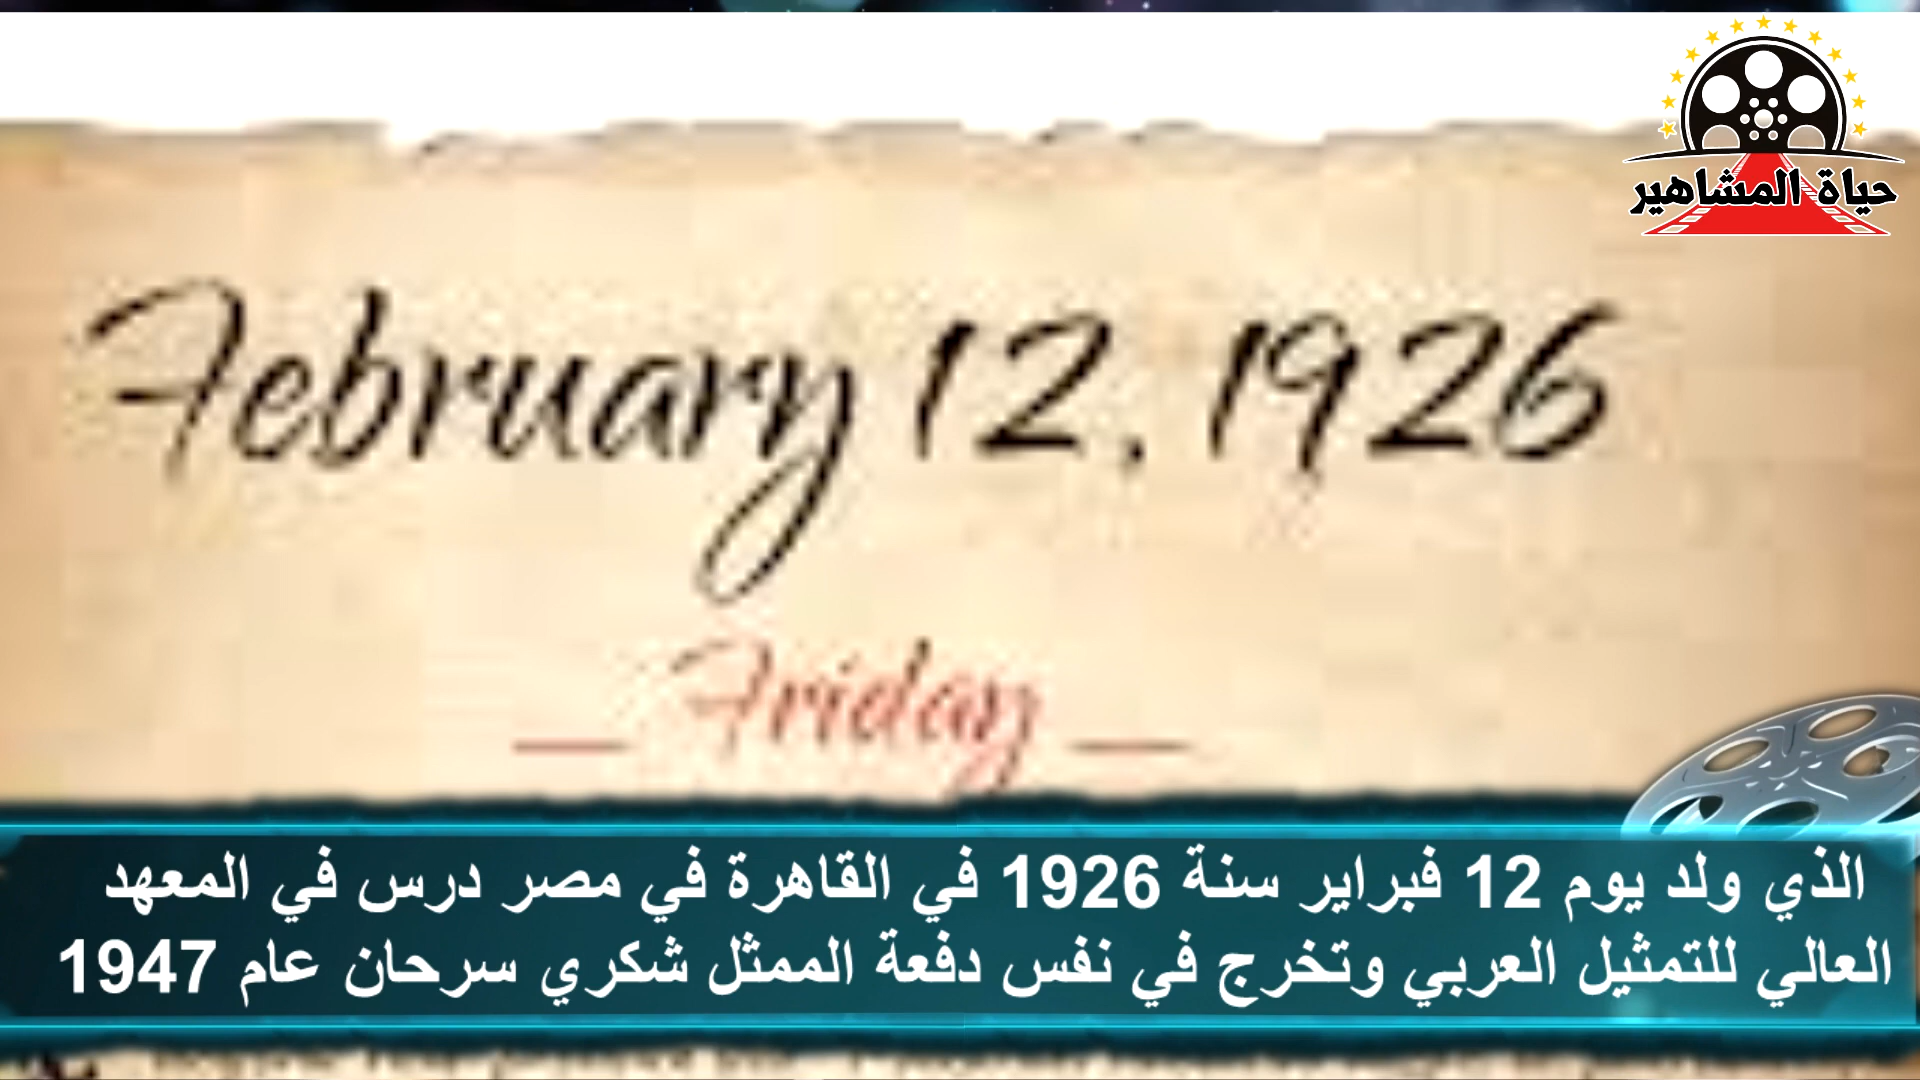 حياة المشاهير
February 12, 1926
Friday
الذي ولد يوم 12 فبراير سنة 1926 في القاهرة في مصر درس في المعهد
العالي للتمثيل العربي وتخرج في نفس دفعة الممثل شكري سرحان عام 1947